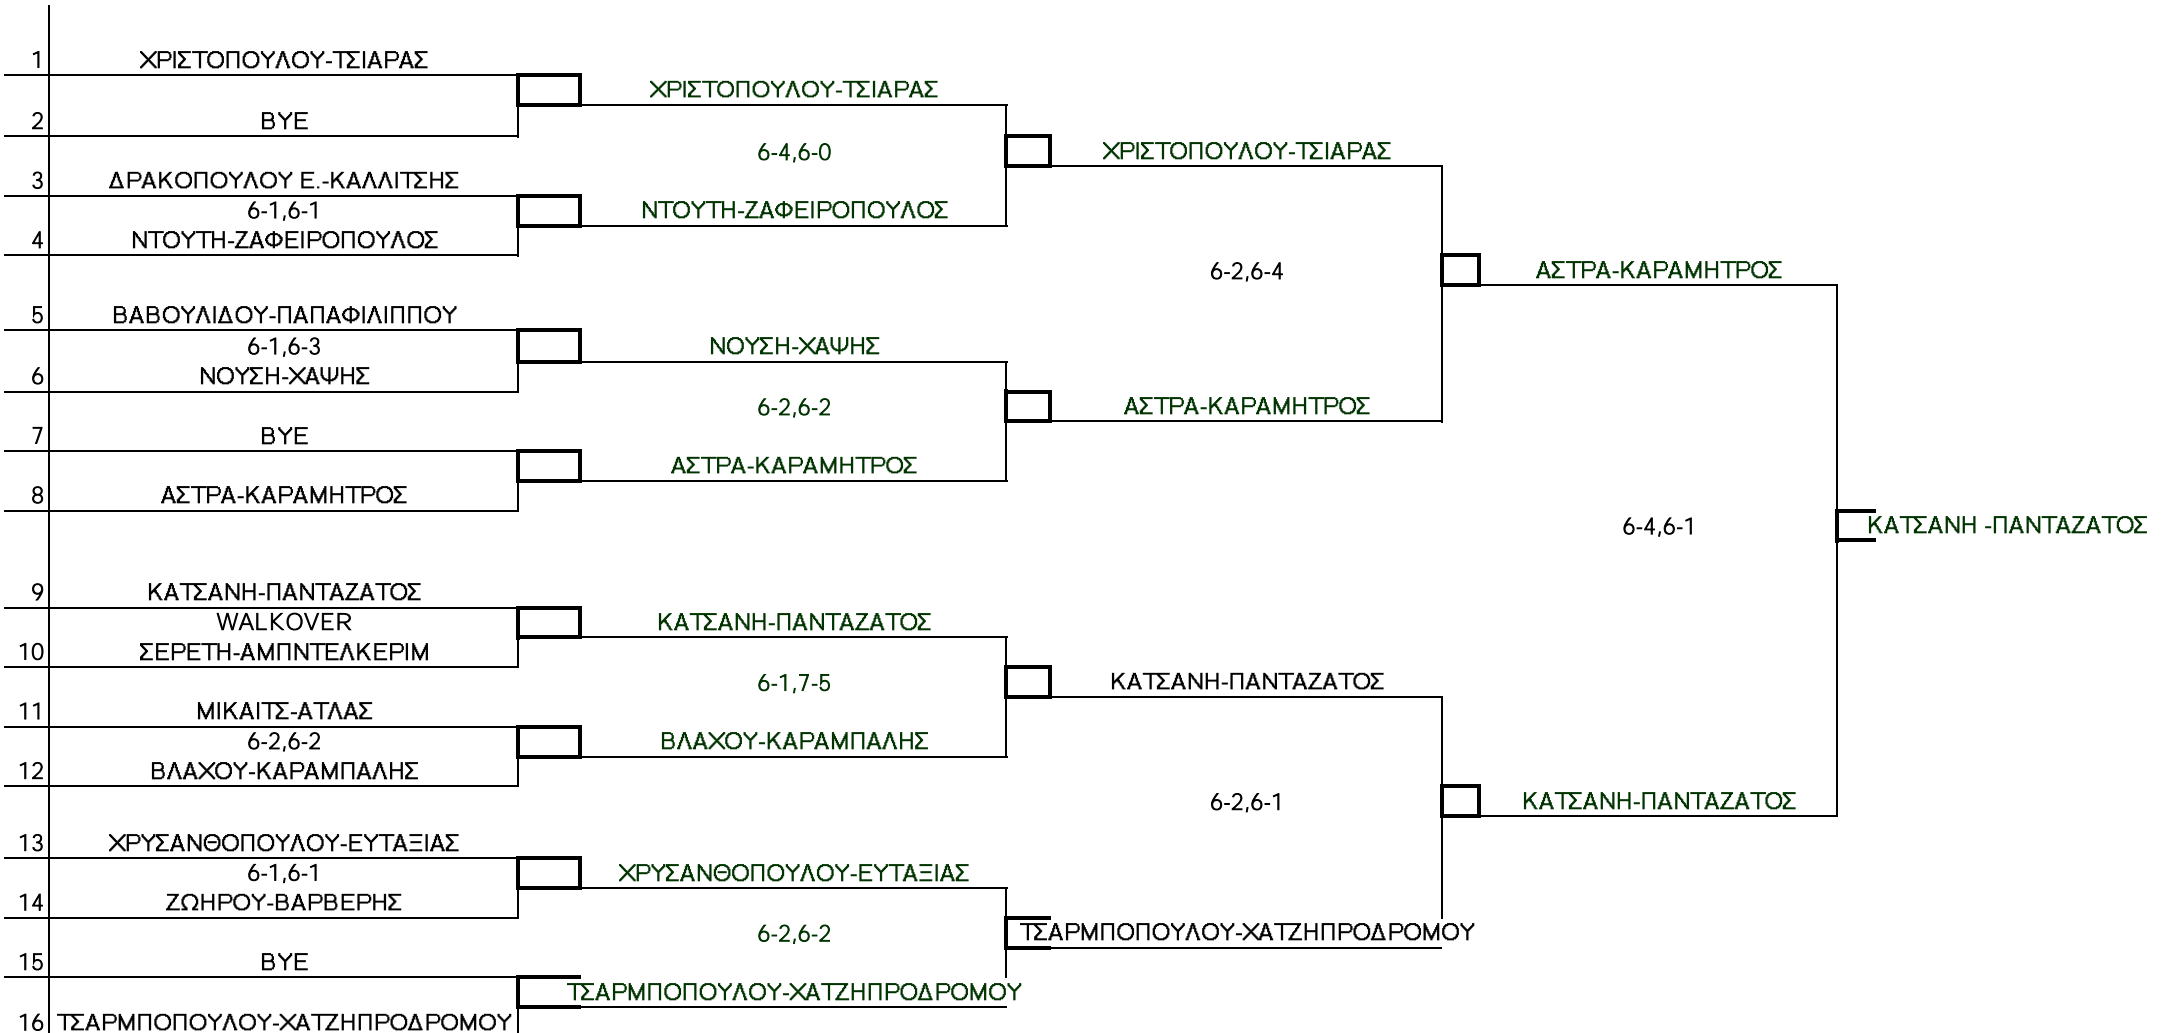 1 ΧΡΙΣΤΟΠΟΥΛΟΥ-ΤΣΙΑΡΑΣ
ΧΡΙΣΤΟΠΟΥΛΟΥ-ΤΣΙΑΡΑΣ
2 BYE
6-4,6-0
ΧΡΙΣΤΟΠΟΥΛΟΥ-ΤΣΙΑΡΑΣ
3 ΔΡΑΚΟΠΟΥΛΟΥ Ε.-ΚΑΛΛΙΤΣΗΣ
6-1,6-1
ΝΤΟΥΤΗ-ΖΑΦΕΙΡΟΠΟΥΛΟΣ
4 ΝΤΟΥΤΗ-ΖΑΦΕΙΡΟΠΟΥΛΟΣ
6-2,6-4
ΑΣΤΡΑ-ΚΑΡΑΜΗΤΡΟΣ
5 ΒΑΒΟΥΛΙΔΟΥ-ΠΑΠΑΦΙΛΙΠΠΟΥ
6-1,6-3
ΝΟΥΣΗ-ΧΑΨΗΣ
6 ΝΟΥΣΗ-ΧΑΨΗΣ
6-2,6-2
ΑΣΤΡΑ-ΚΑΡΑΜΗΤΡΟΣ
7 BYE
ΑΣΤΡΑ-ΚΑΡΑΜΗΤΡΟΣ
8 ΑΣΤΡΑ-ΚΑΡΑΜΗΤΡΟΣ
6-4,6-1
ΚΑΤΣΑΝΗ -ΠΑΝΤΑΖΑΤΟΣ
9 ΚΑΤΣΑΝΗ-ΠΑΝΤΑΖΑΤΟΣ
WALKOVER
ΚΑΤΣΑΝΗ-ΠΑΝΤΑΖΑΤΟΣ
10 ΣΕΡΕΤΗ-ΑΜΠΝΤΕΛΚΕΡΙΜ
6-1,7-5
ΚΑΤΣΑΝΗ-ΠΑΝΤΑΖΑΤΟΣ
11 ΜΙΚΑΙΤΣ-ΑΤΛΑΣ
6-2,6-2
ΒΛΑΧΟΥ-ΚΑΡΑΜΠΑΛΗΣ
12 ΒΛΑΧΟΥ-ΚΑΡΑΜΠΑΛΗΣ
6-2,6-1
ΚΑΤΣΑΝΗ-ΠΑΝΤΑΖΑΤΟΣ
13 ΧΡΥΣΑΝΘΟΠΟΥΛΟΥ-ΕΥΤΑΞΙΑΣ
6-1,6-1
ΧΡΥΣΑΝΘΟΠΟΥΛΟΥ-ΕΥΤΑΞΙΑΣ
14 ΖΩΗΡΟΥ-ΒΑΡΒΕΡΗΣ
6-2,6-2
ΤΣΑΡΜΠΟΠΟΥΛΟΥ-ΧΑΤΖΗΠΡΟΔΡΟΜΟΥ
15 BYE
ΤΣΑΡΜΠΟΠΟΥΛΟΥ-ΧΑΤΖΗΠΡΟΔΡΟΜΟΥ
16 ΤΣΑΡΜΠΟΠΟΥΛΟΥ-ΧΑΤΖΗΠΡΟΔΡΟΜΟΥ